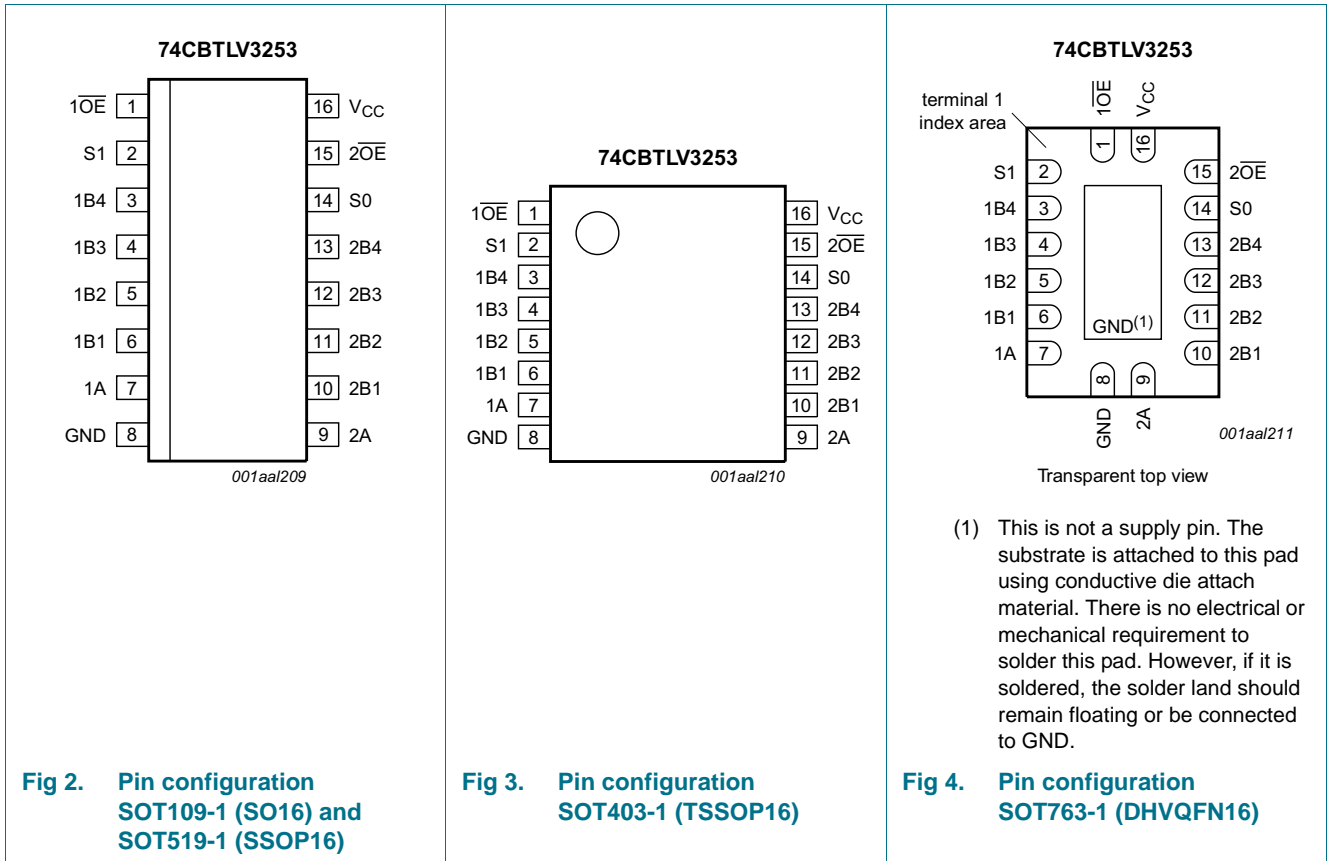 74CBTLV3253
1OE 1
16 VCC
S1 2
15 2OE
1B4 3
14 S0
1B3 4
13 2B4
1B2 5
12 2B3
1B1 6
11 2B2
1A 7
10 2B1
GND 8
9 2A
001aal209
Fig 2. Pin configuration
SOT109-1 (SO16) and
SOT519-1 (SSOP16)
74CBTLV3253
1OE 1
16 VCC
S1 2
15 2OE
1B4 3
14 S0
1B3 4
13 2B4
1B2 5
12 2B3
1B1 6
11 2B2
1A 7
10 2B1
GND 8
9 2A
001aal210
Fig 3. Pin configuration
SOT403-1 (TSSOP16)
74CBTLV3253
terminal 1
index area
1OE
VCC
1
16
S1 2
15 2OE
1B4 3
14 S0
1B3 4
13 2B4
1B2 5
12 2B3
1B1 6
11 2B2
GND(1)
1A 7
10 2B1
8
9
GND
2A
001aal211
Transparent top view
(1) This is not a supply pin. The
substrate is attached to this pad
using conductive die attach
material. There is no electrical or
mechanical requirement to
solder this pad. However, if it is
soldered, the solder land should
remain floating or be connected
to GND.
Fig 4. Pin configuration
SOT763-1 (DHVQFN16)